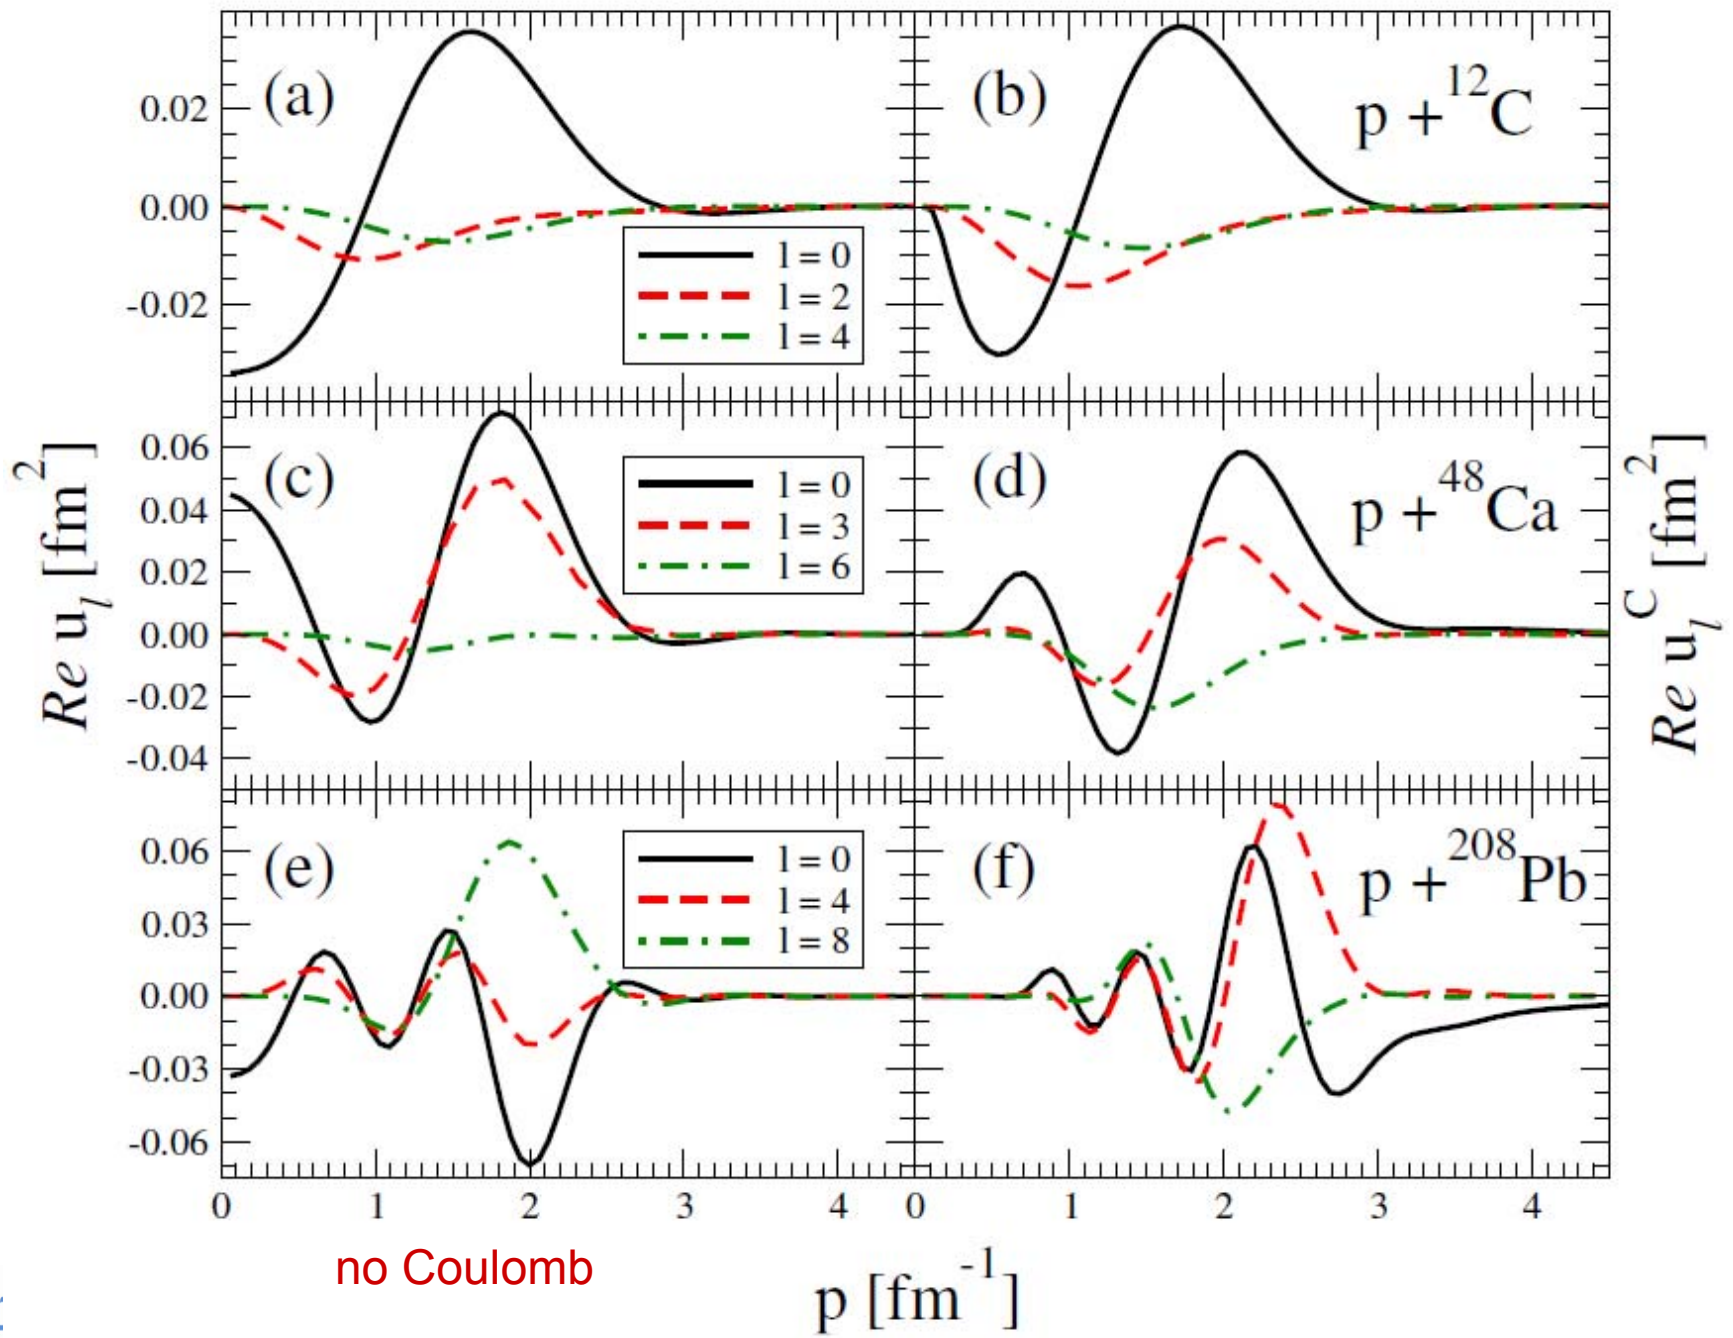 (a)
(b)
p + ¹²C
0.02
0.00
-0.02
l = 0
l = 2
l = 4
(c)
(d)
p + ⁴⁸Ca
0.06
0.04
0.02
0.00
-0.02
-0.04
l = 0
l = 3
l = 6
Re u_l [fm²]
Re u_l^C [fm²]
(e)
(f)
p + ²⁰⁸Pb
0.06
0.03
0.00
-0.03
-0.06
l = 0
l = 4
l = 8
0 1 2 3 0 1 2 3 4
no Coulomb
p [fm⁻¹]